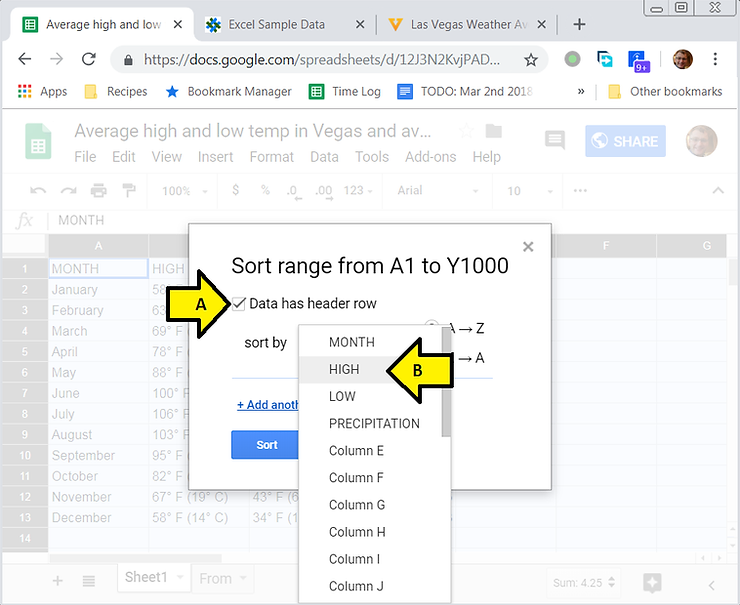 Average high and low
Excel Sample Data
Las Vegas Weather Av
https://docs.google.com/spreadsheets/d/12J3N2KvjPAD...
9+
Apps
Recipes
Bookmark Manager
Time Log
TODO: Mar 2nd 2018
»
Other bookmarks
Average high and low temp in Vegas and av...
File Edit View Insert Format Data Tools Add-ons Help
SHARE
100% $ % .0 .00 123 Arial 10
fx MONTH
A F G
1 MONTH HIGH
2 January 58
3 February 63
4 March 69° F
5 April 78° F
6 May 88° F
7 June 100° F
8 July 106° F
9 August 103° F
10 September 95° F
11 October 82° F
12 November 67° F (19° C) 43° F (6
13 December 58° F (14° C) 34° F (1
14
Sort range from A1 to Y1000
A
Data has header row
sort by
A → Z
→ A
+ Add anoth
Sort
MONTH
HIGH
B
LOW
PRECIPITATION
Column E
Column F
Column G
Column H
Column I
Column J
Sheet1
From
Sum: 4.25